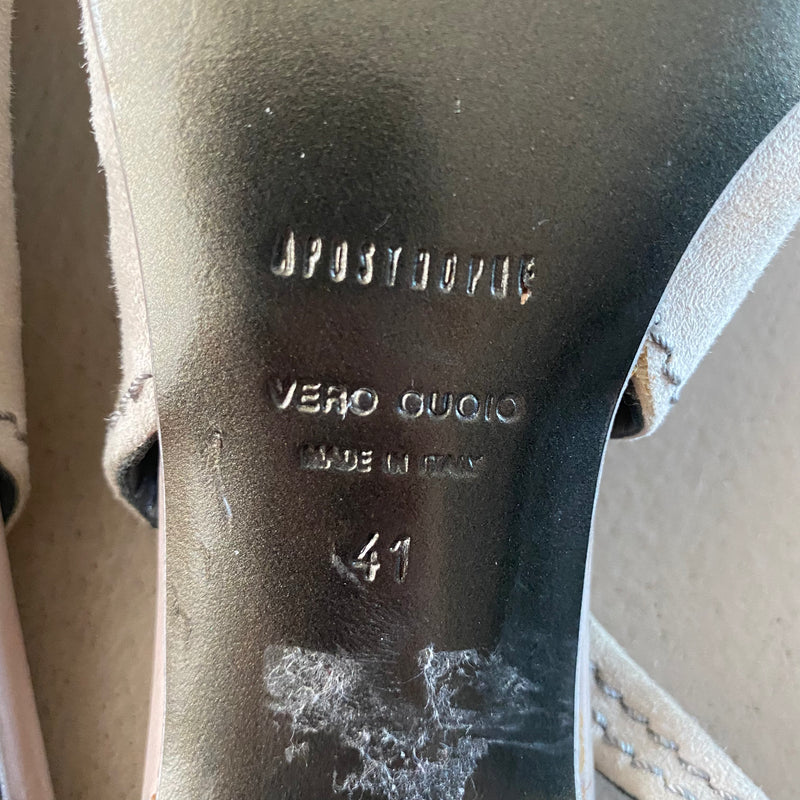 APOSTROPHE
VERO CUOIO
MADE IN ITALY
41